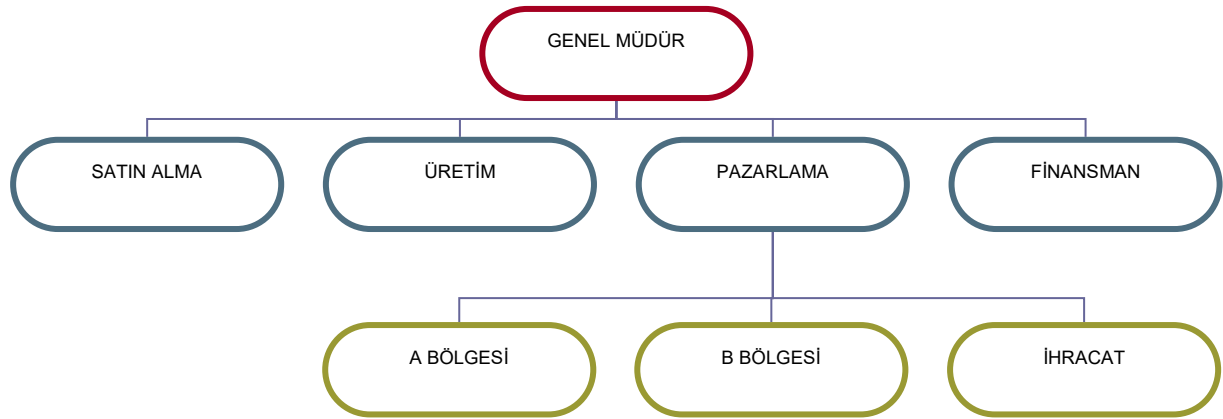 GENEL MÜDÜR
SATIN ALMA
ÜRETİM
PAZARLAMA
FİNANSMAN
A BÖLGESİ
B BÖLGESİ
İHRACAT